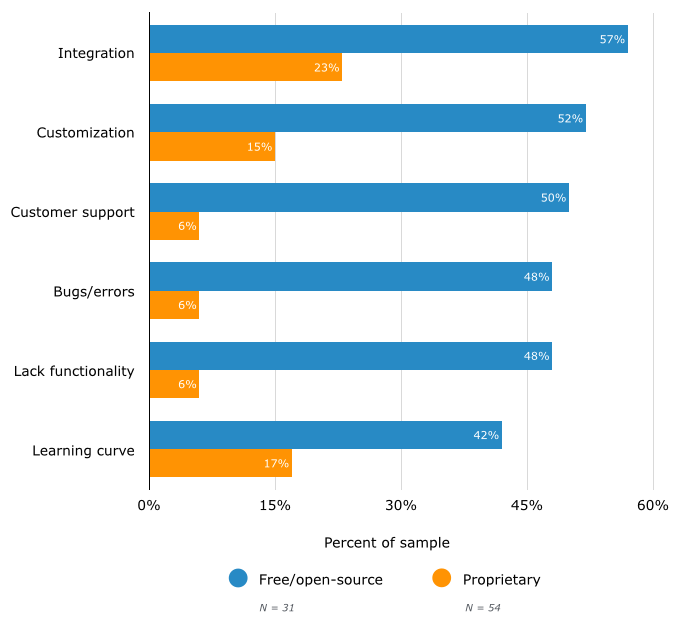 Integration
57%
23%
Customization
52%
15%
Customer support
50%
6%
Bugs/errors
48%
6%
Lack functionality
48%
6%
Learning curve
42%
17%
0% 15% 30% 45% 60%
Percent of sample
Free/open-source Proprietary
N = 31 N = 54